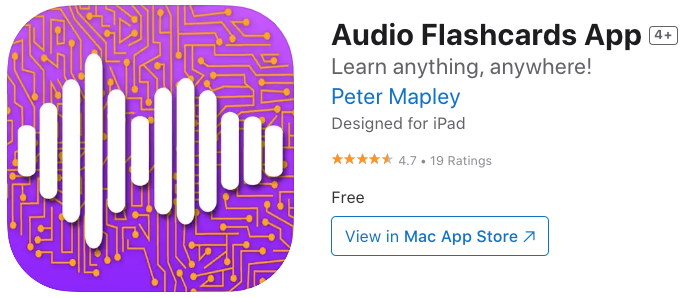 Audio Flashcards App 4+
Learn anything, anywhere!
Peter Mapley
Designed for iPad
★★★★★ 4.7 • 19 Ratings
Free
View in Mac App Store ↗